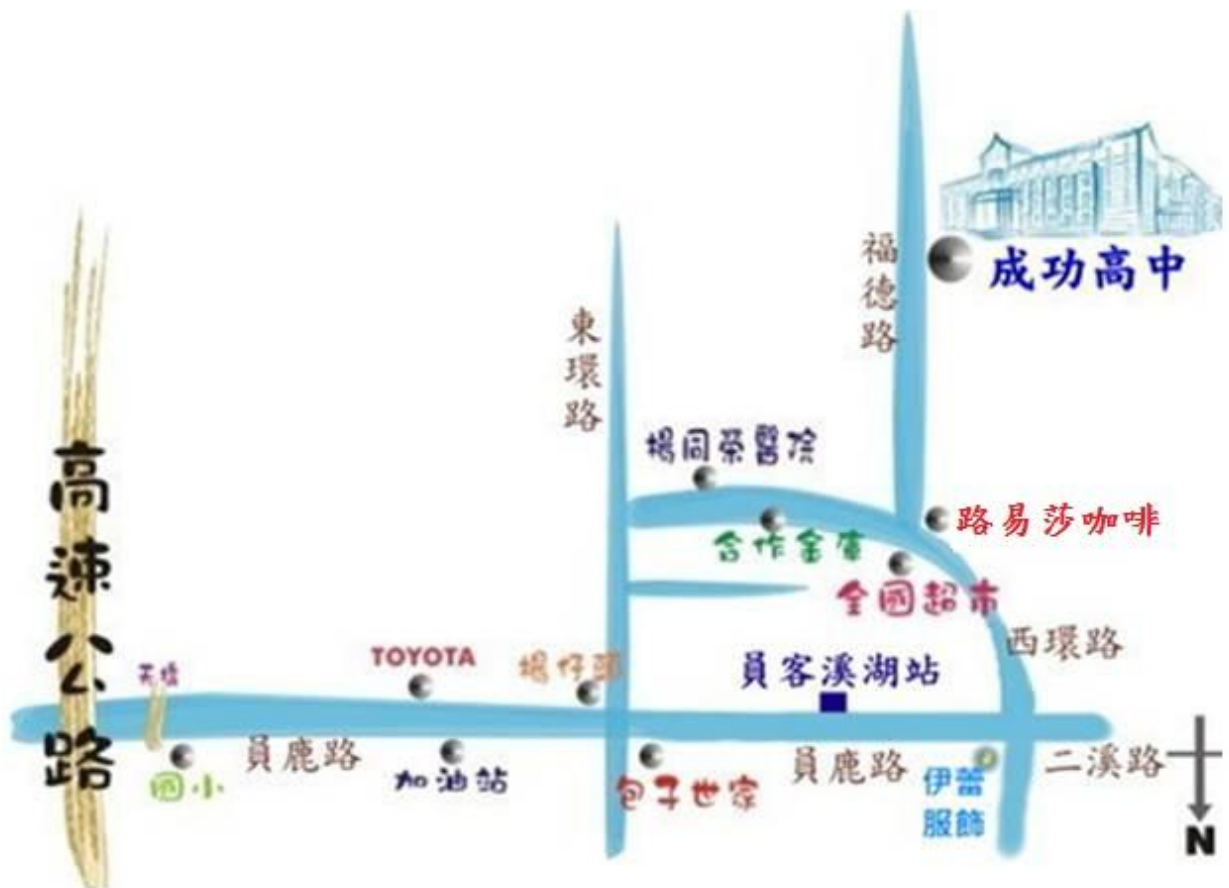 成功高中
福德路
東環路
楊同榮醫院
路易莎咖啡
合作金庫
全國超市
高速公路
西環路
TOYOTA
楊仔頭
員客溪湖站
天橋
員鹿路
員鹿路
二溪路
國小
加油站
包子世家
伊蕾
服飾
N